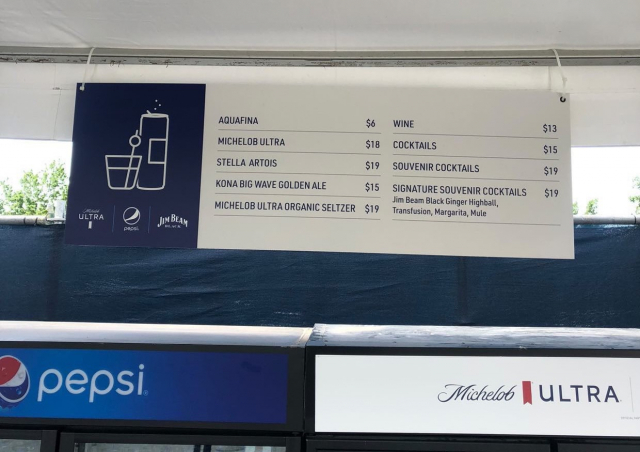 AQUAFINA $6
MICHELOB ULTRA $18
STELLA ARTOIS $19
KONA BIG WAVE GOLDEN ALE $15
MICHELOB ULTRA ORGANIC SELTZER $19
WINE $13
COCKTAILS $15
SOUVENIR COCKTAILS $19
SIGNATURE SOUVENIR COCKTAILS $19
Jim Beam Black Ginger Highball,
Transfusion, Margarita, Mule
Michelob
ULTRA
pepsi
JIM BEAM
pepsi
Michelob ULTRA